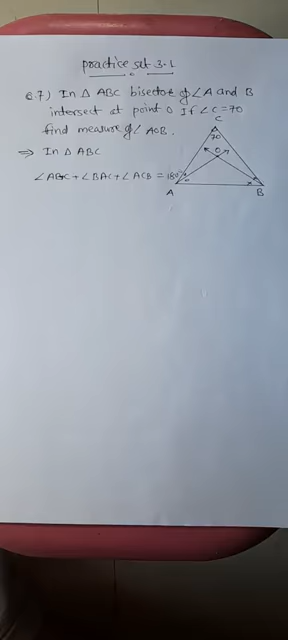 practice set 3.1
Q.7) In △ ABC bisector of ∠A and B
intersect at point O If ∠C=70
find measure of ∠ AOB.
⇒ In △ ABC
∠ABC+∠BAC+∠ACB = 180°
C
70
O
A
B